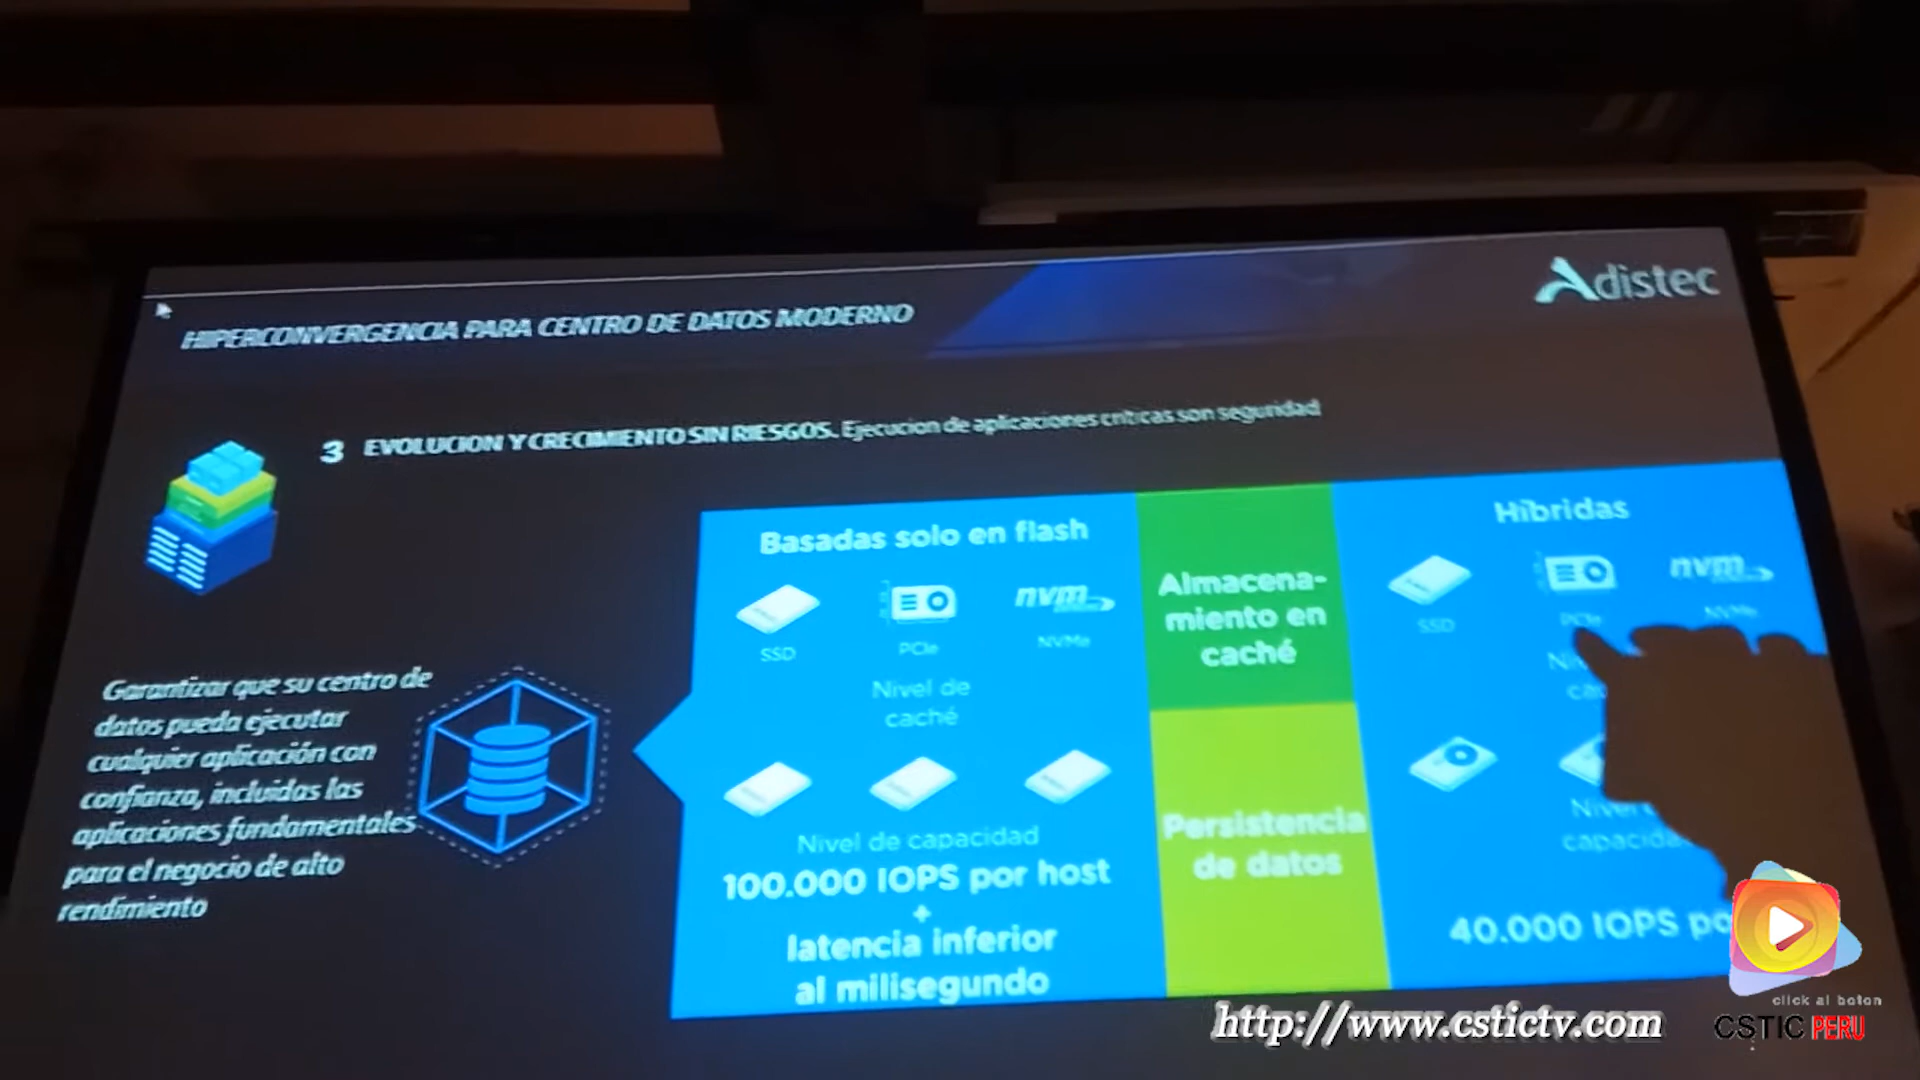 Adistec
HIPERCONVERGENCIA PARA CENTRO DE DATOS MODERNO
3 EVOLUCION Y CRECIMIENTO SIN RIESGOS. Ejecucion de aplicaciones criticas son seguridad
Garantizar que su centro de
datos pueda ejecutar
cualquier aplicación con
confianza, incluidas las
aplicaciones fundamentales
para el negocio de alto
rendimiento
Basadas solo en flash
nvm
SSD PCIe NVMe
Nivel de
caché
Nivel de capacidad
100.000 IOPS por host
+
latencia inferior
al milisegundo
Almacena-
miento en
caché
Persistencia
de datos
Híbridas
nvm
SSD PCIe NVMe
capacidad
40.000 IOPS
click al boton
CSTIC PERU
http://www.cstictv.com